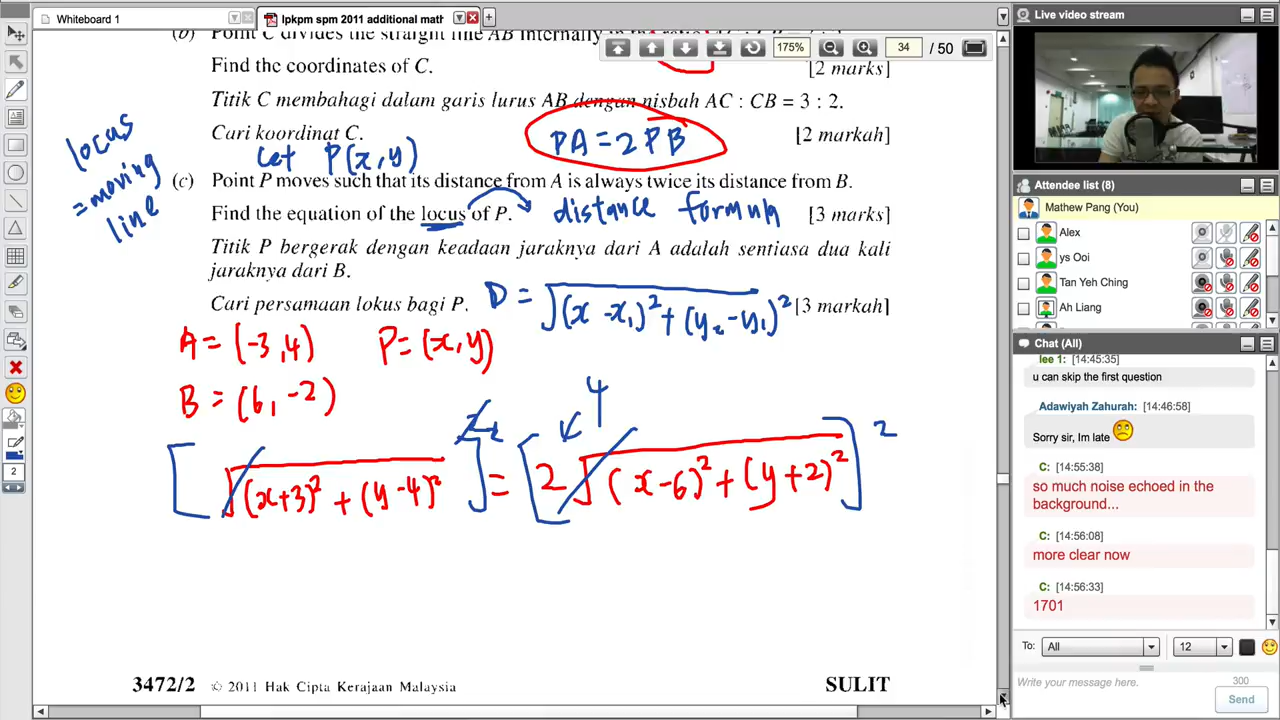 Whiteboard 1
lpkpm spm 2011 additional math
175%
34 / 50
(b) Point C divides the straight line AB internally in the ratio
Find the coordinates of C. [2 marks]
Titik C membahagi dalam garis lurus AB dengan nisbah AC : CB = 3 : 2.
Cari koordinat C. [2 markah]
PA = 2 PB
Let P(x, y)
locus = moving line
(c) Point P moves such that its distance from A is always twice its distance from B.
Find the equation of the locus of P. [3 marks]
distance formula
Titik P bergerak dengan keadaan jaraknya dari A adalah sentiasa dua kali
jaraknya dari B.
Cari persamaan lokus bagi P. [3 markah]
D = √(x - x₁)² + (y₂ - y₁)²
A = (-3, 4) P = (x, y)
B = (6, -2)
4
[√(x+3)² + (y-4)²]² = [2√(x-6)² + (y+2)²]²
3472/2 © 2011 Hak Cipta Kerajaan Malaysia SULIT
2
Live video stream
Attendee list (8)
Mathew Pang (You)
Alex
ys Ooi
Tan Yeh Ching
Ah Liang
Chat (All)
lee 1: [14:45:35]
u can skip the first question
Adawiyah Zahurah: [14:46:58]
Sorry sir, Im late
C: [14:55:38]
so much noise echoed in the
background...
C: [14:56:08]
more clear now
C: [14:56:33]
1701
To: All 12
Write your message here. 300
Send